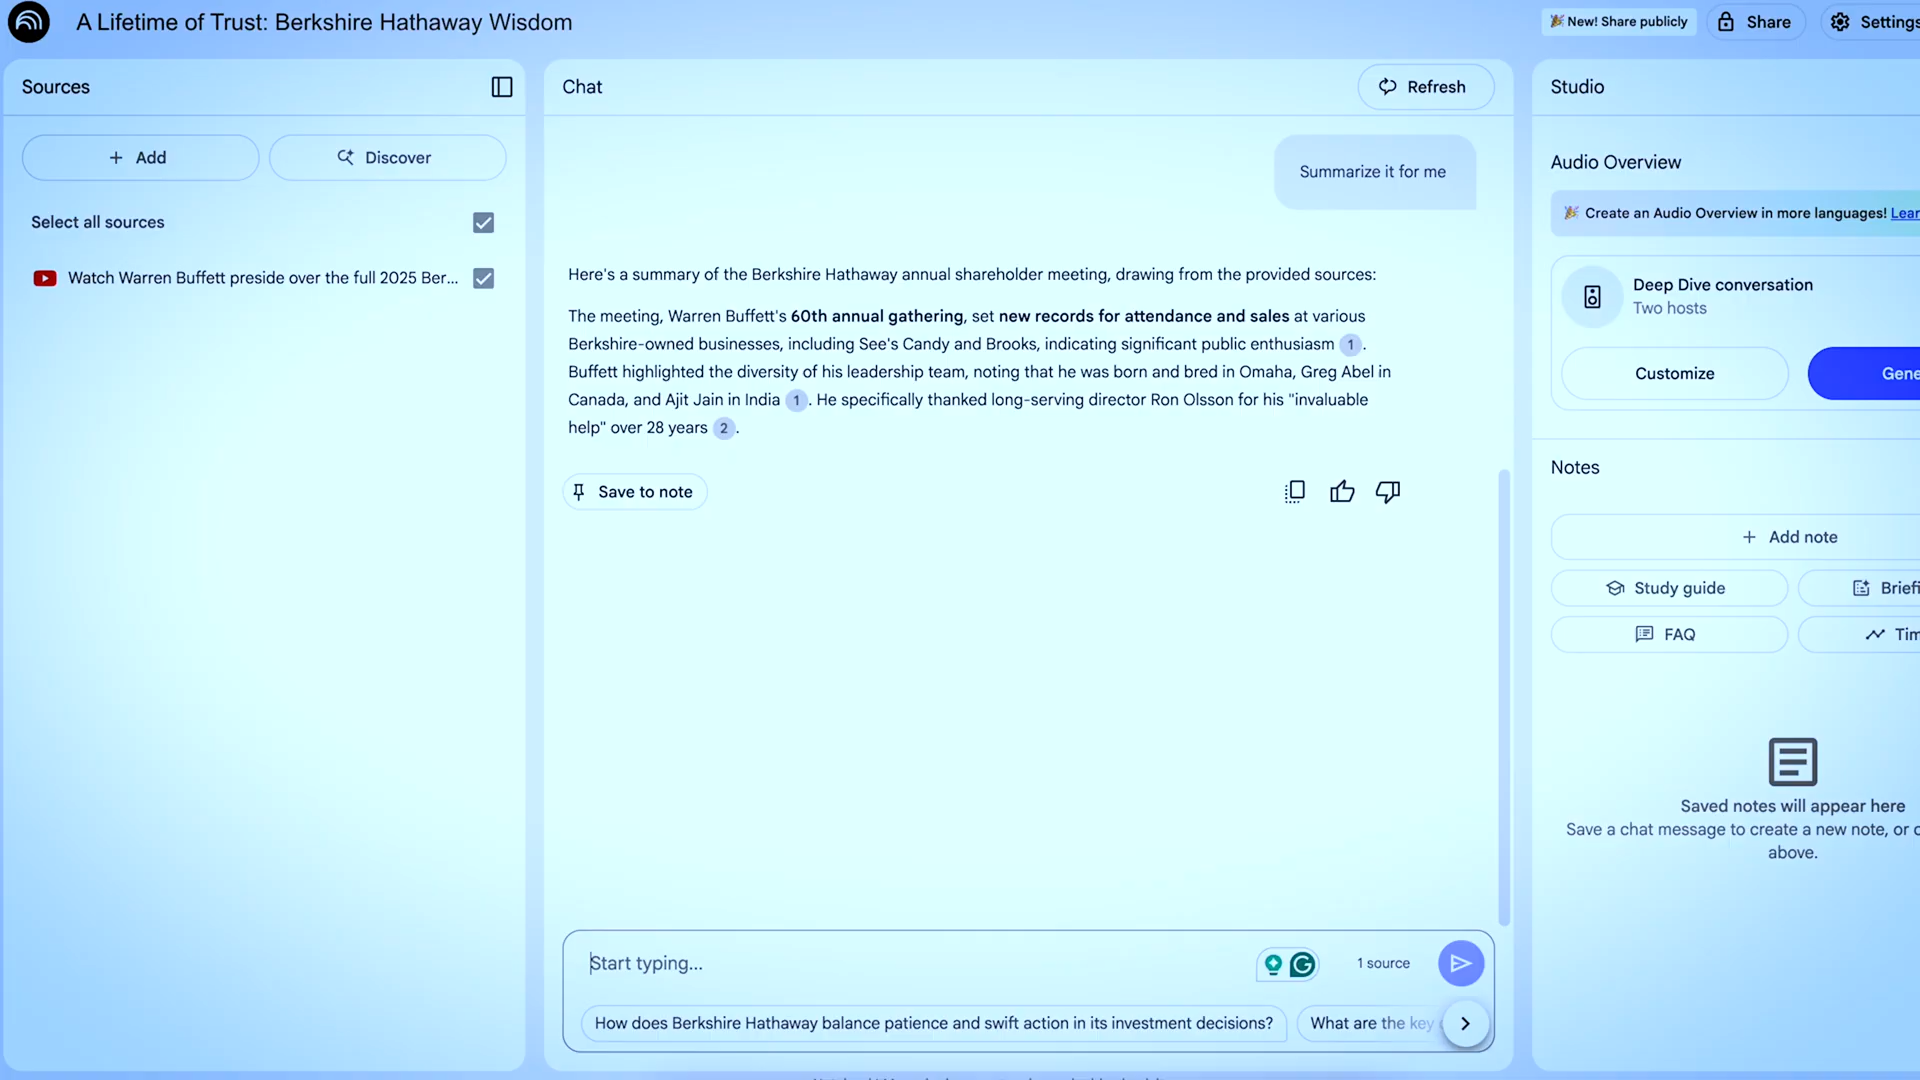 A Lifetime of Trust: Berkshire Hathaway Wisdom
New! Share publicly
Share
Settings
Sources
Add
Discover
Select all sources
Watch Warren Buffett preside over the full 2025 Ber...
Chat
Refresh
Summarize it for me
Here's a summary of the Berkshire Hathaway annual shareholder meeting, drawing from the provided sources:
The meeting, Warren Buffett's 60th annual gathering, set new records for attendance and sales at various
Berkshire-owned businesses, including See's Candy and Brooks, indicating significant public enthusiasm 1.
Buffett highlighted the diversity of his leadership team, noting that he was born and bred in Omaha, Greg Abel in
Canada, and Ajit Jain in India 1. He specifically thanked long-serving director Ron Olsson for his "invaluable
help" over 28 years 2.
Save to note
Start typing...
1 source
How does Berkshire Hathaway balance patience and swift action in its investment decisions?
What are the key
Studio
Audio Overview
Create an Audio Overview in more languages! Lear
Deep Dive conversation
Two hosts
Customize
Gene
Notes
Add note
Study guide
Briefi
FAQ
Tim
Saved notes will appear here
Save a chat message to create a new note, or
above.